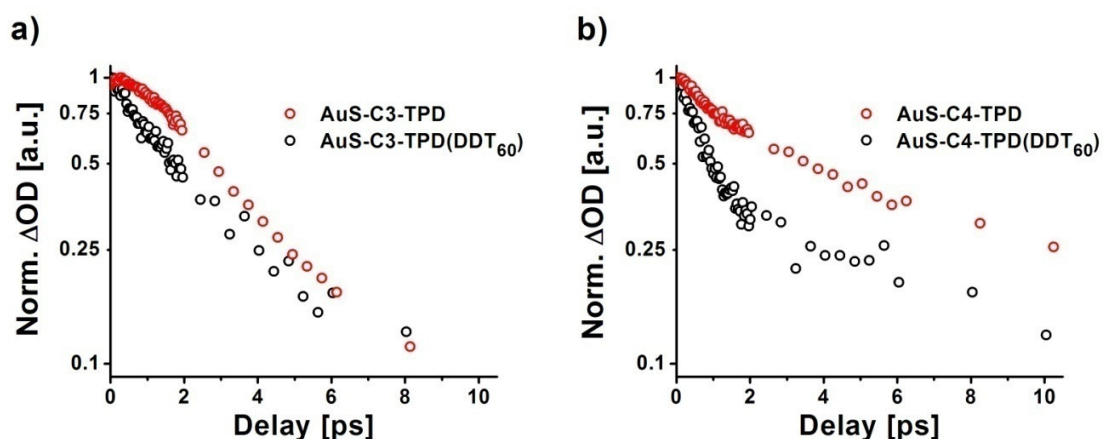 a)
Norm. ΔOD [a.u.]
1
0.75
0.5
0.25
0.1
AuS-C3-TPD
AuS-C3-TPD(DDT₆₀)
0 2 4 6 8 10
Delay [ps]
b)
Norm. ΔOD [a.u.]
1
0.75
0.5
0.25
0.1
AuS-C4-TPD
AuS-C4-TPD(DDT₆₀)
0 2 4 6 8 10
Delay [ps]